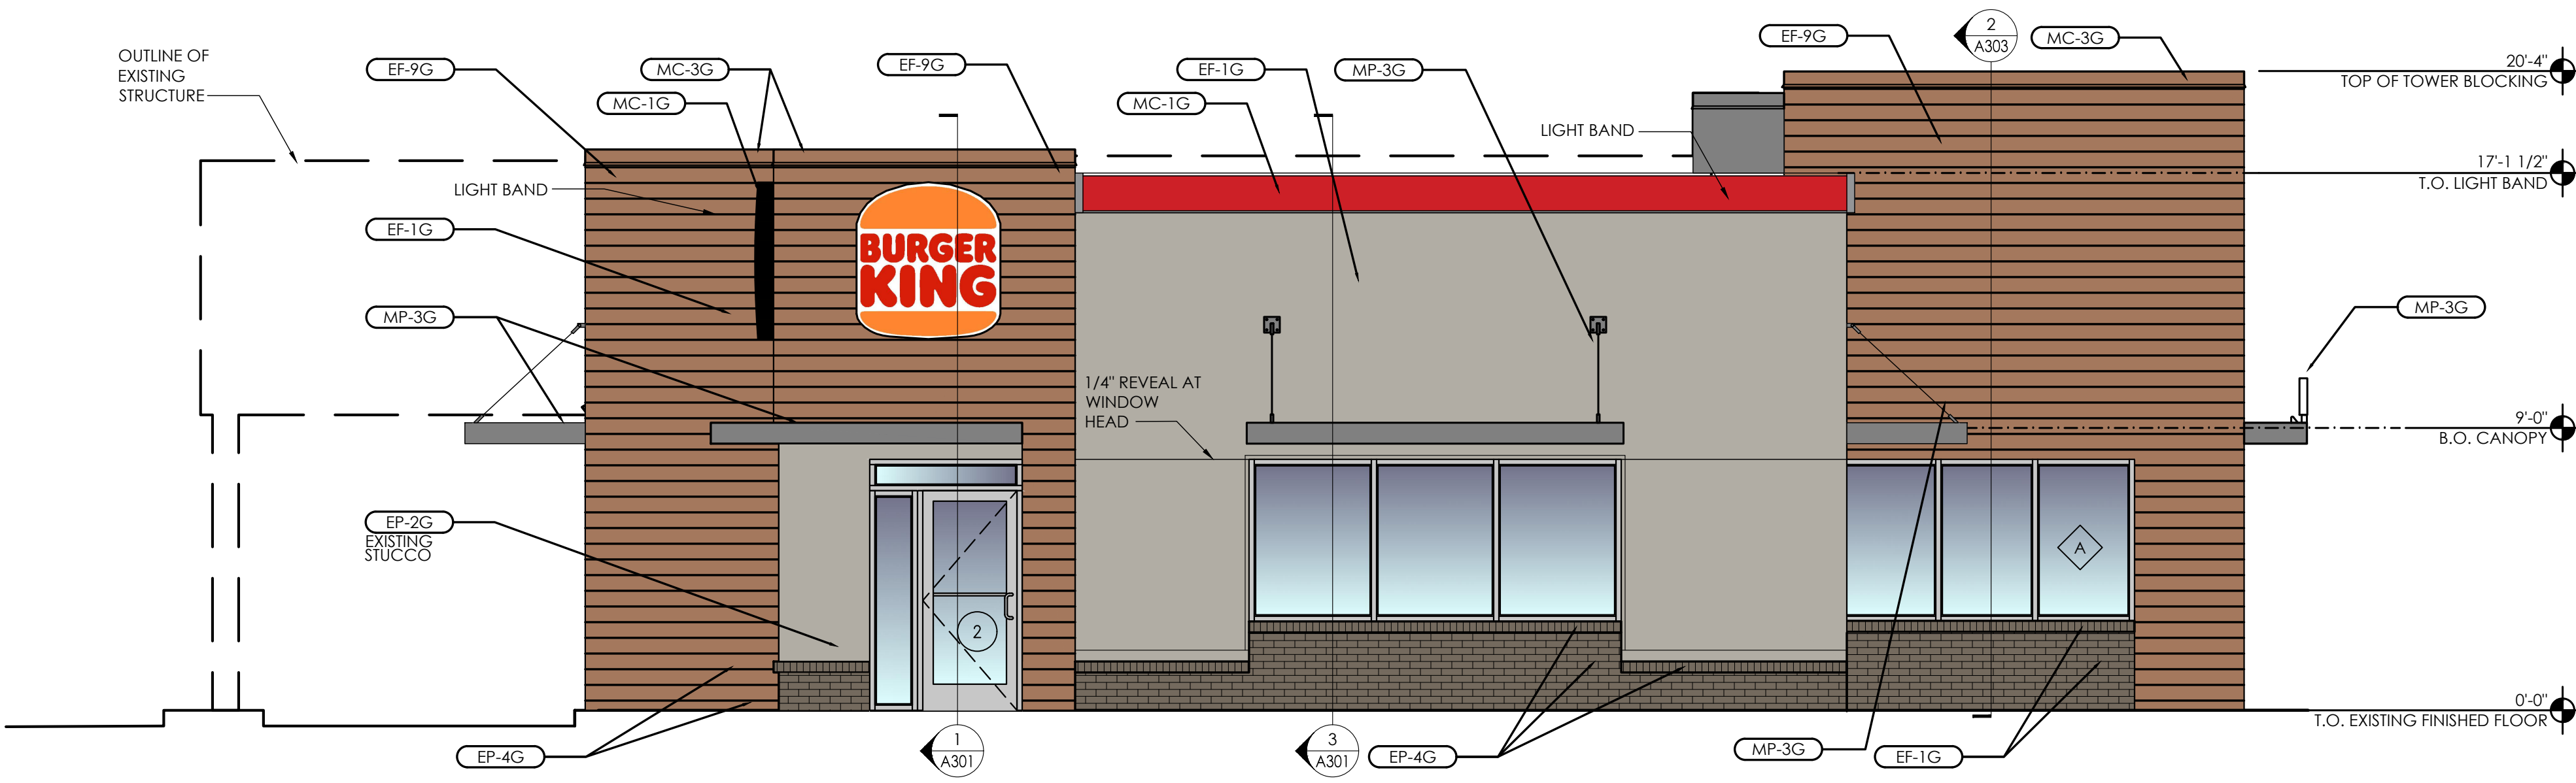 OUTLINE OF
EXISTING
STRUCTURE
EF-9G
MC-3G
MC-1G
EF-9G
EF-1G
MP-3G
MC-1G
LIGHT BAND
EF-9G
2
A303
MC-3G
20'-4"
TOP OF TOWER BLOCKING
17'-1 1/2"
T.O. LIGHT BAND
LIGHT BAND
EF-1G
MP-3G
BURGER
KING
1/4" REVEAL AT
WINDOW
HEAD
MP-3G
9'-0"
B.O. CANOPY
EP-2G
EXISTING
STUCCO
2
A
0'-0"
T.O. EXISTING FINISHED FLOOR
EP-4G
1
A301
3
A301
EP-4G
MP-3G
EF-1G